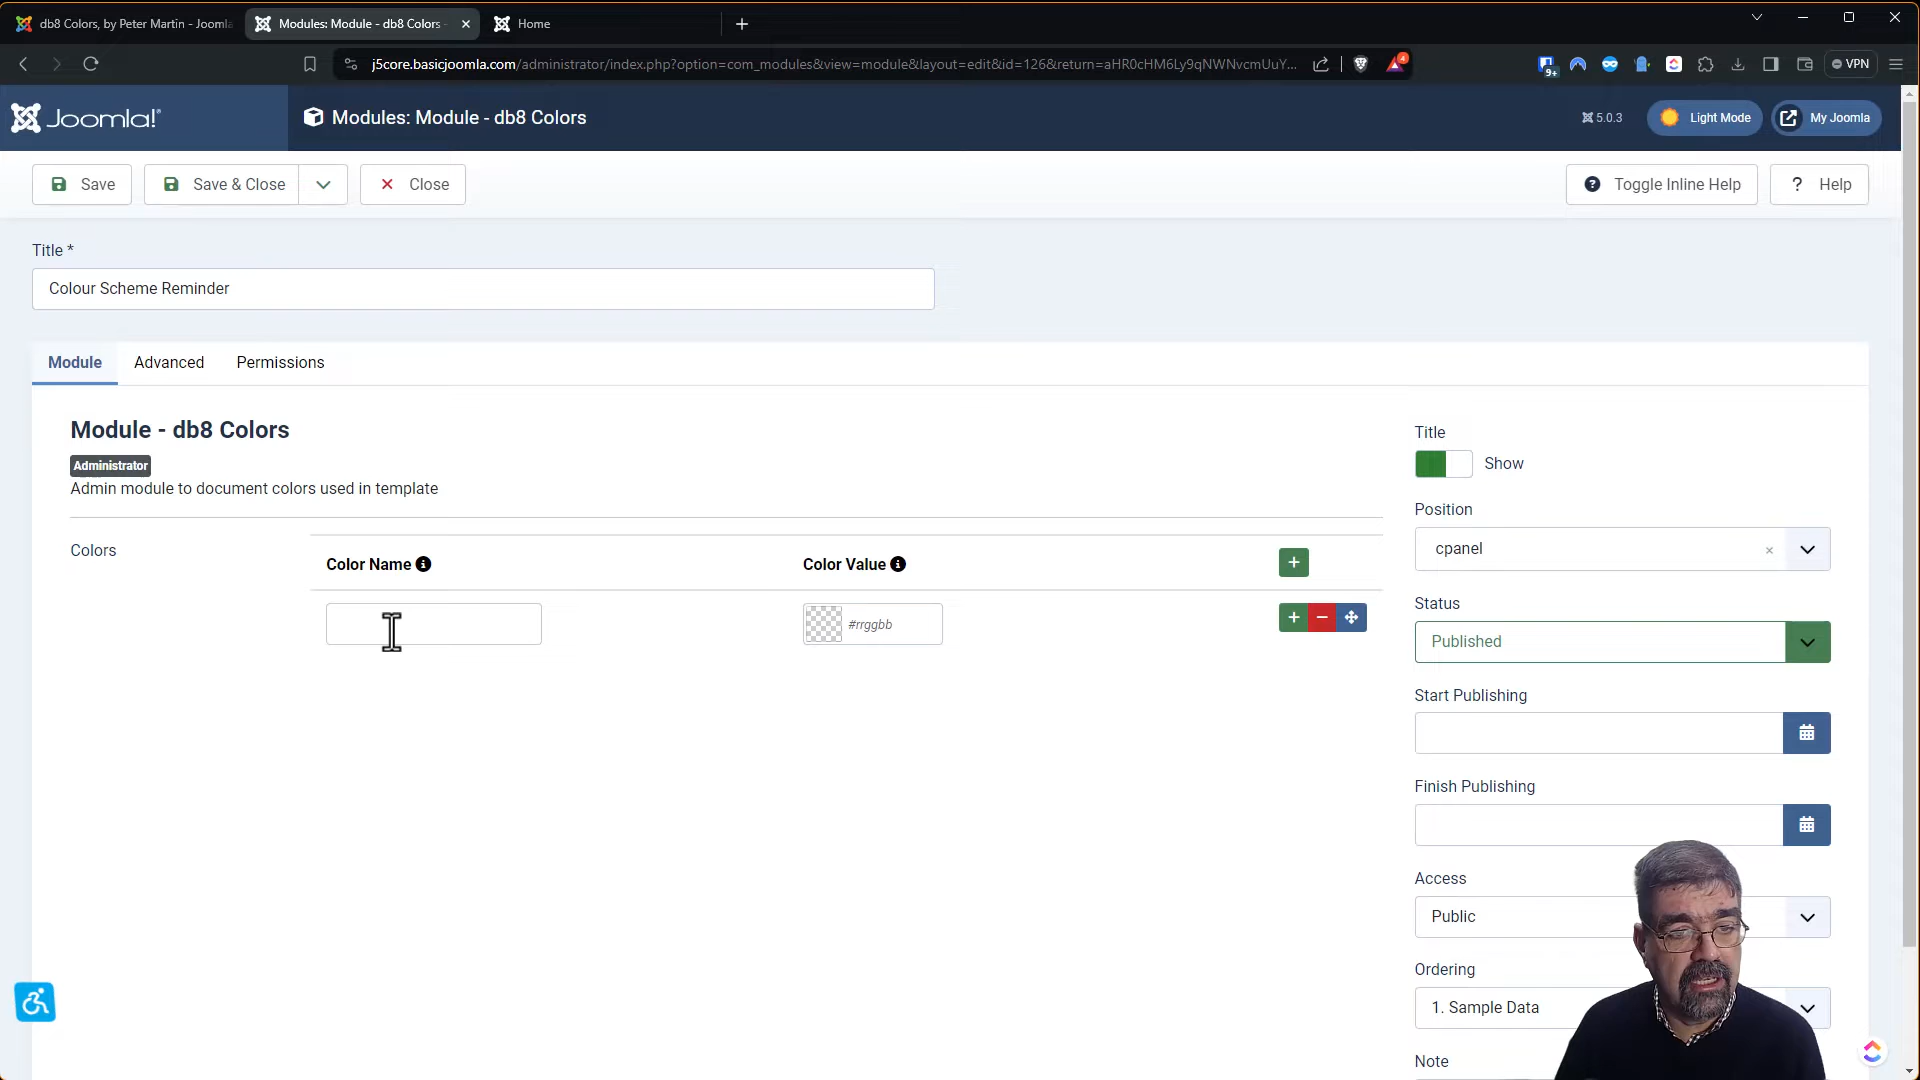 db8 Colors, by Peter Martin - Joomla
Modules: Module - db8 Colors -
Home
j5core.basicjoomla.com/administrator/index.php?option=com_modules&view=module&layout=edit&id=126&return=aHR0cHM6Ly9qNWNvcmUuY...
9+
4
VPN
Joomla!®
Modules: Module - db8 Colors
5.0.3
Light Mode
My Joomla
Save
Save & Close
Close
Toggle Inline Help
? Help
Title *
Colour Scheme Reminder
Module
Advanced
Permissions
Module - db8 Colors
Administrator
Admin module to document colors used in template
Colors
Color Name
Color Value
#rrggbb
Title
Show
Position
cpanel
Status
Published
Start Publishing
Finish Publishing
Access
Public
Ordering
1. Sample Data
Note